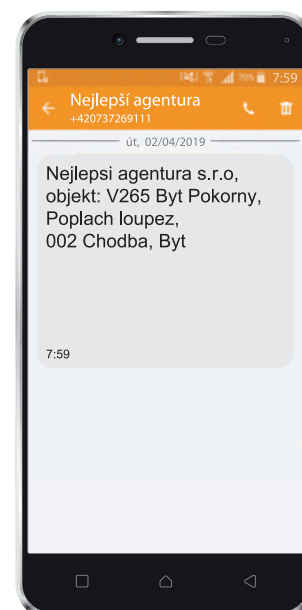 70% 7:59
Nejlepší agentura
+420737269111
út, 02/04/2019
Nejlepsi agentura s.r.o,
objekt: V265 Byt Pokorny,
Poplach loupez,
002 Chodba, Byt
7:59